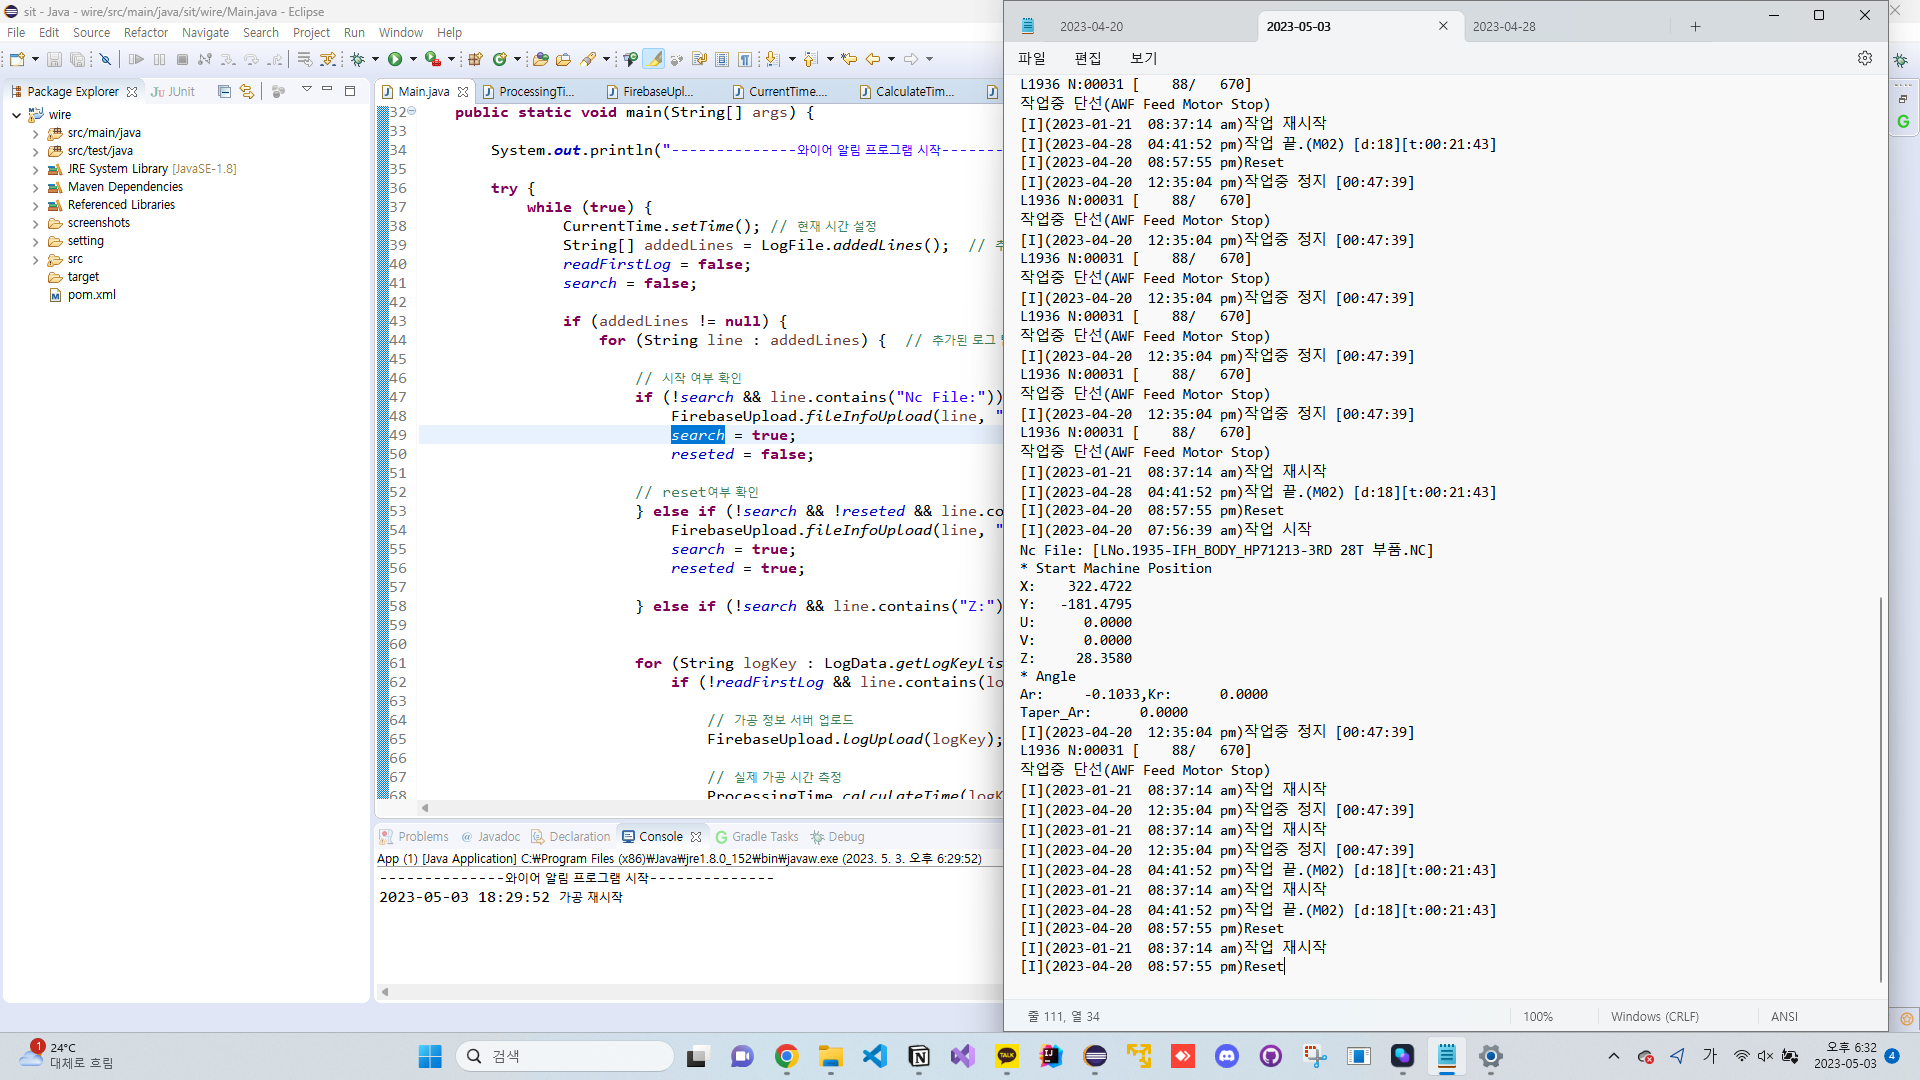 sit - Java - wire/src/main/java/sit/wire/Main.java - Eclipse
File Edit Source Refactor Navigate Search Project Run Window Help
Package Explorer JUnit
wire
src/main/java
src/test/java
JRE System Library [JavaSE-1.8]
Maven Dependencies
Referenced Libraries
screenshots
setting
src
target
pom.xml
Main.java ProcessingTi... FirebaseUpl... CurrentTime.... CalculateTim...
32 public static void main(String[] args) {
33
34 System.out.println("--------------와이어 알림 프로그램 시작-------
35
36 try {
37 while (true) {
38 CurrentTime.setTime(); // 현재 시간 설정
39 String[] addedLines = LogFile.addedLines(); // 추
40 readFirstLog = false;
41 search = false;
42
43 if (addedLines != null) {
44 for (String line : addedLines) { // 추가된 로그
45
46 // 시작 여부 확인
47 if (!search && line.contains("Nc File:"))
48 FirebaseUpload.fileInfoUpload(line, "
49 search = true;
50 reseted = false;
51
52 // reset여부 확인
53 } else if (!search && !reseted && line.co
54 FirebaseUpload.fileInfoUpload(line, "
55 search = true;
56 reseted = true;
57
58 } else if (!search && line.contains("Z:")
59
60
61 for (String logKey : LogData.getLogKeyLis
62 if (!readFirstLog && line.contains(lo
63
64 // 가공 정보 서버 업로드
65 FirebaseUpload.logUpload(logKey);
66
67 // 실제 가공 시간 측정
68 ProcessingTime.calculateTime(logK
Problems @ Javadoc Declaration Console Gradle Tasks Debug
App (1) [Java Application] C:₩Program Files (x86)₩Java₩jre1.8.0_152₩bin₩javaw.exe (2023. 5. 3. 오후 6:29:52)
--------------와이어 알림 프로그램 시작--------------
2023-05-03 18:29:52 가공 재시작
2023-04-20 2023-05-03 2023-04-28
파일 편집 보기
L1936 N:00031 [    88/   670]
작업중 단선(AWF Feed Motor Stop)
[I](2023-01-21  08:37:14 am)작업 재시작
[I](2023-04-28  04:41:52 pm)작업 끝.(M02) [d:18][t:00:21:43]
[I](2023-04-20  08:57:55 pm)Reset
[I](2023-04-20  12:35:04 pm)작업중 정지 [00:47:39]
L1936 N:00031 [    88/   670]
작업중 단선(AWF Feed Motor Stop)
[I](2023-04-20  12:35:04 pm)작업중 정지 [00:47:39]
L1936 N:00031 [    88/   670]
작업중 단선(AWF Feed Motor Stop)
[I](2023-04-20  12:35:04 pm)작업중 정지 [00:47:39]
L1936 N:00031 [    88/   670]
작업중 단선(AWF Feed Motor Stop)
[I](2023-04-20  12:35:04 pm)작업중 정지 [00:47:39]
L1936 N:00031 [    88/   670]
작업중 단선(AWF Feed Motor Stop)
[I](2023-04-20  12:35:04 pm)작업중 정지 [00:47:39]
L1936 N:00031 [    88/   670]
작업중 단선(AWF Feed Motor Stop)
[I](2023-01-21  08:37:14 am)작업 재시작
[I](2023-04-28  04:41:52 pm)작업 끝.(M02) [d:18][t:00:21:43]
[I](2023-04-20  08:57:55 pm)Reset
[I](2023-04-20  07:56:39 am)작업 시작
Nc File: [LNo.1935-IFH_BODY_HP71213-3RD 28T 부품.NC]
* Start Machine Position
X:    322.4722
Y:   -181.4795
U:      0.0000
V:      0.0000
Z:     28.3580
* Angle
Ar:     -0.1033,Kr:      0.0000
Taper_Ar:      0.0000
[I](2023-04-20  12:35:04 pm)작업중 정지 [00:47:39]
L1936 N:00031 [    88/   670]
작업중 단선(AWF Feed Motor Stop)
[I](2023-01-21  08:37:14 am)작업 재시작
[I](2023-04-20  12:35:04 pm)작업중 정지 [00:47:39]
[I](2023-01-21  08:37:14 am)작업 재시작
[I](2023-04-20  12:35:04 pm)작업중 정지 [00:47:39]
[I](2023-04-28  04:41:52 pm)작업 끝.(M02) [d:18][t:00:21:43]
[I](2023-01-21  08:37:14 am)작업 재시작
[I](2023-04-28  04:41:52 pm)작업 끝.(M02) [d:18][t:00:21:43]
[I](2023-04-20  08:57:55 pm)Reset
[I](2023-01-21  08:37:14 am)작업 재시작
[I](2023-04-20  08:57:55 pm)Reset
줄 111, 열 34 100% Windows (CRLF) ANSI
1 24°C
대체로 흐림
검색
TALK
가
오후 6:32
2023-05-03
4